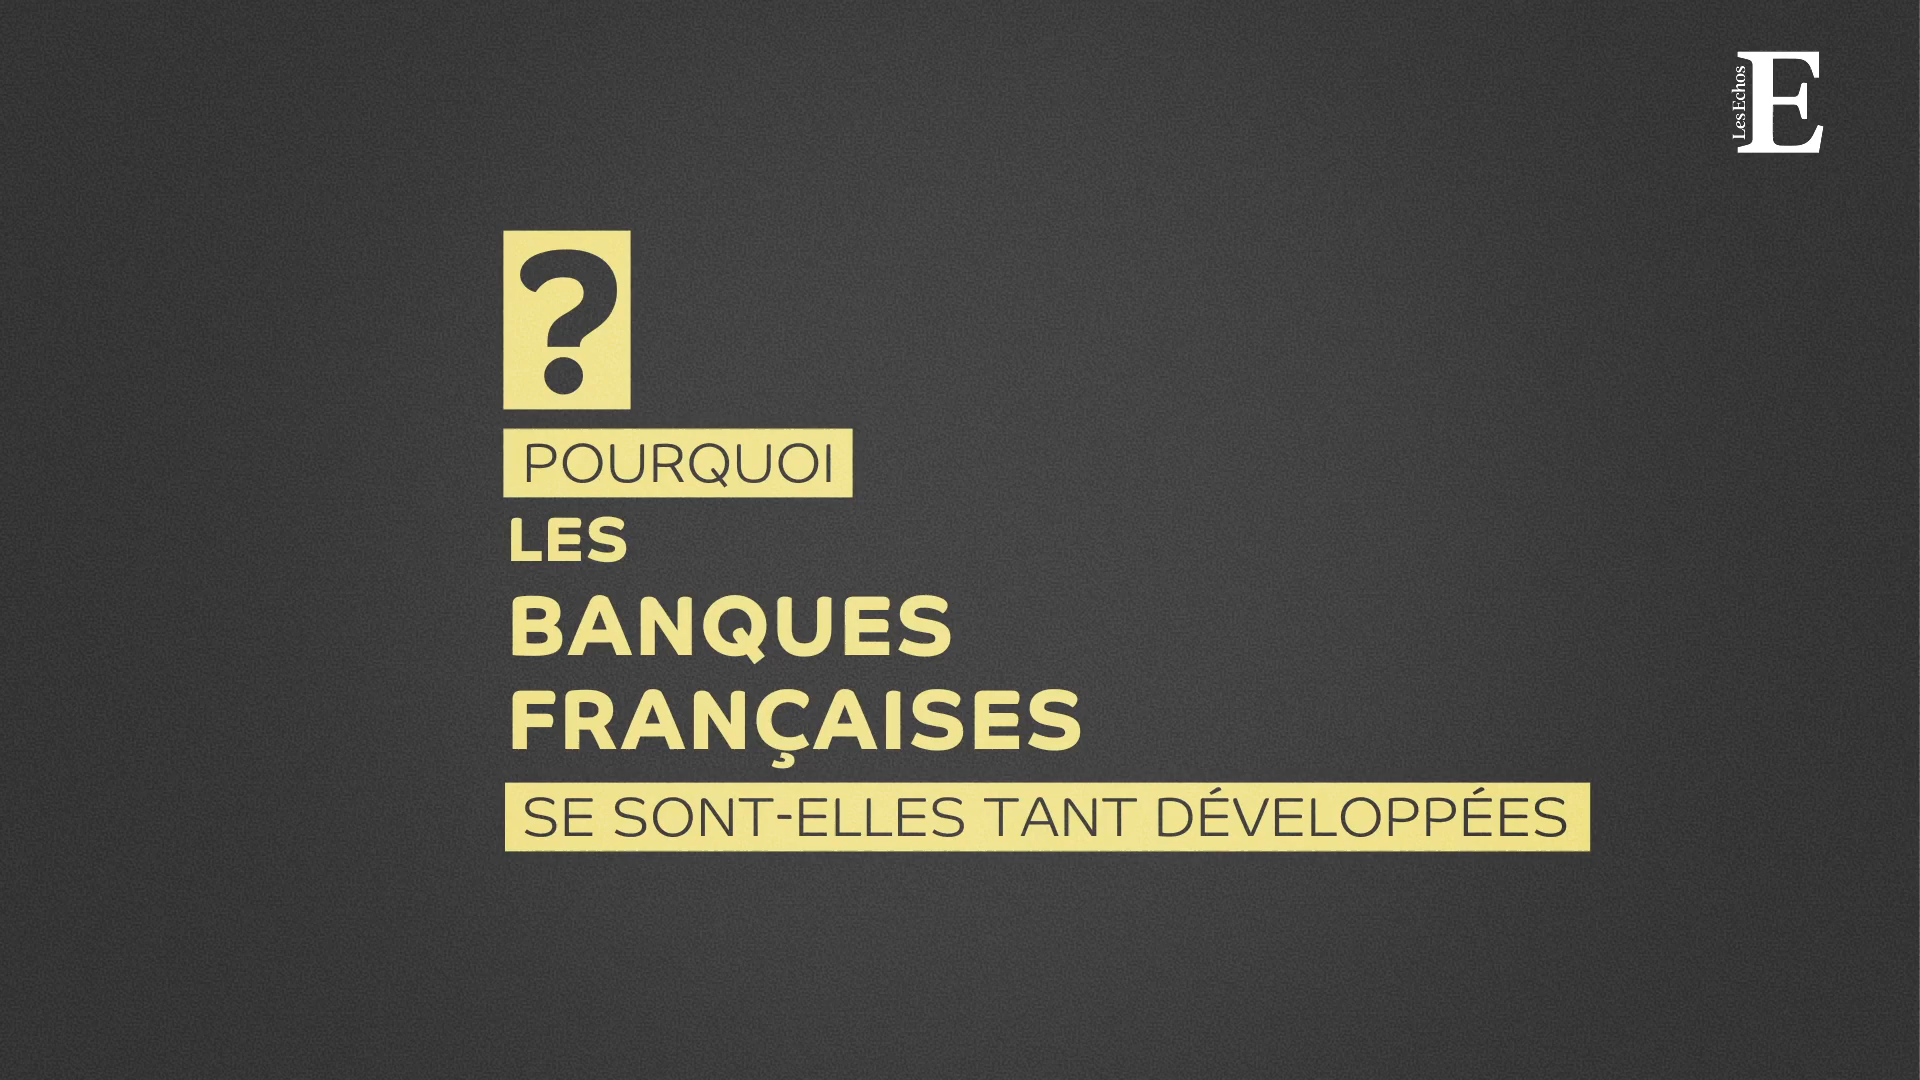 Les Echos
E
?
POURQUOI
LES
BANQUES
FRANÇAISES
SE SONT-ELLES TANT DÉVELOPPÉES